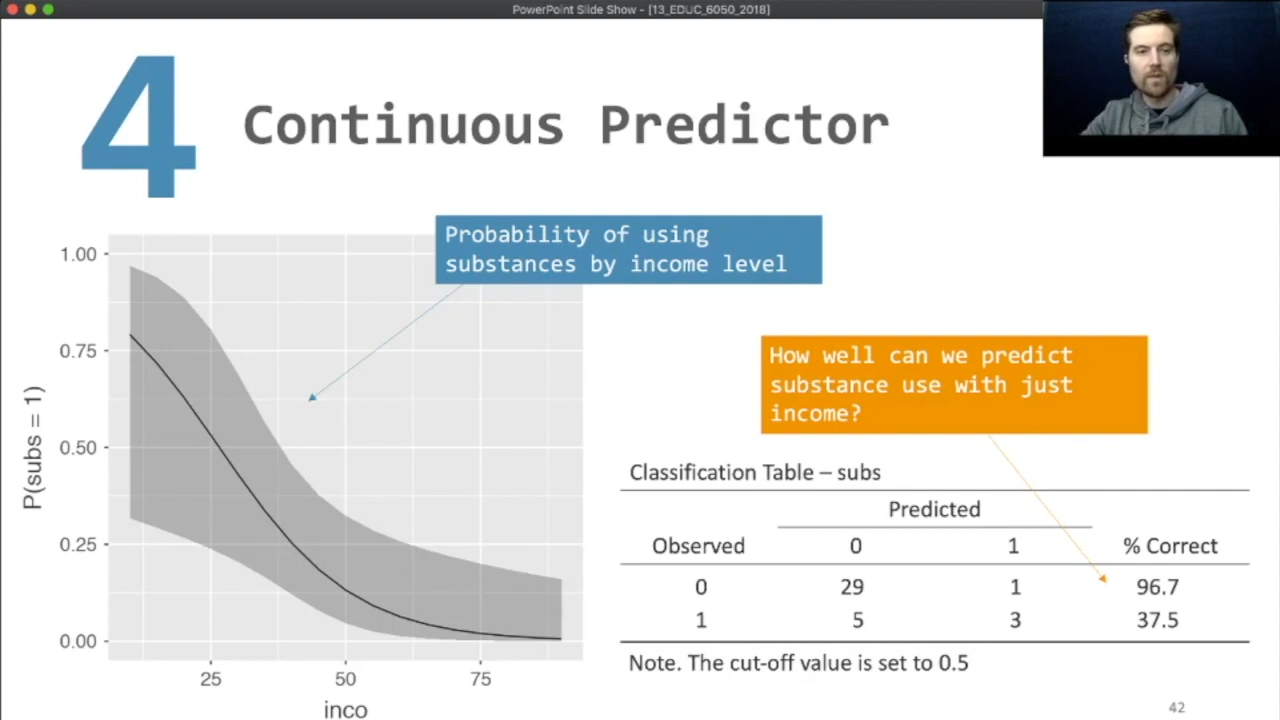 PowerPoint Slide Show - [13_EDUC_6050_2018]
4
Continuous Predictor
Probability of using
substances by income level
How well can we predict
substance use with just
income?
1.00
0.75
0.50
0.25
0.00
P(subs = 1)
25 50 75
inco
Classification Table – subs
Predicted
Observed 0 1 % Correct
0 29 1 96.7
1 5 3 37.5
Note. The cut-off value is set to 0.5
42